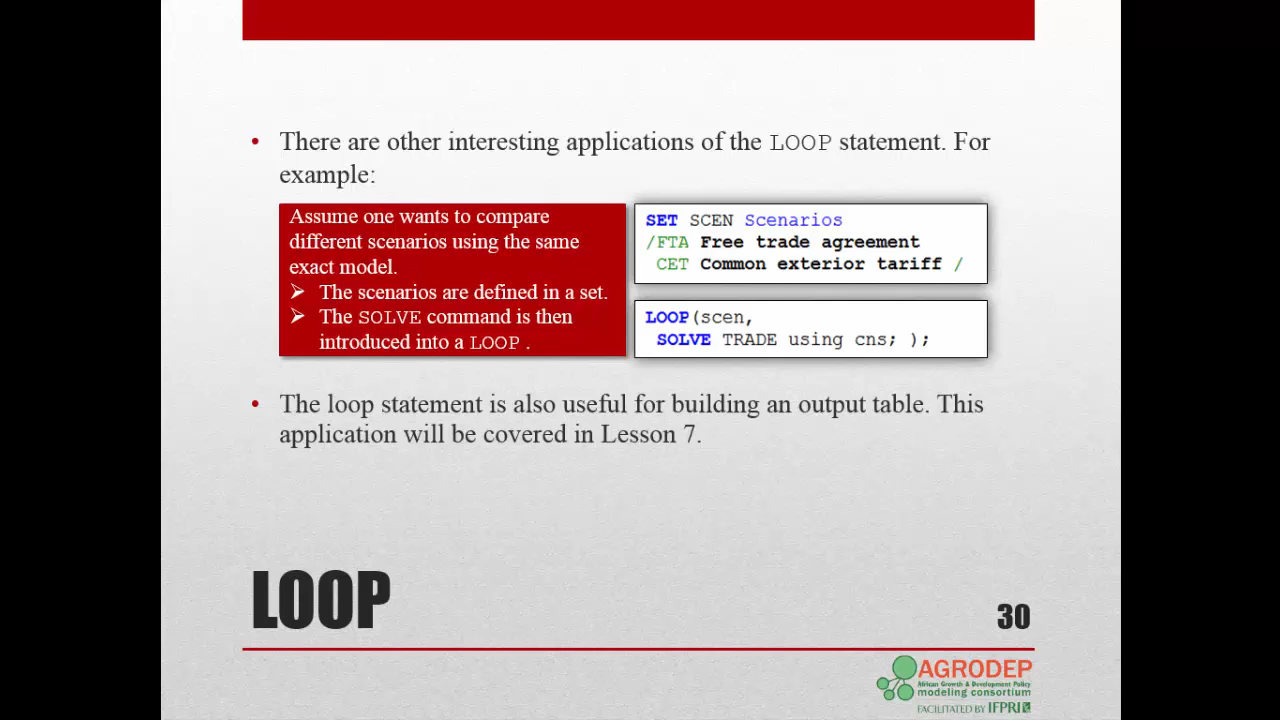 • There are other interesting applications of the LOOP statement. For
example:
Assume one wants to compare
different scenarios using the same
exact model.
➢ The scenarios are defined in a set.
➢ The SOLVE command is then
introduced into a LOOP .
SET SCEN Scenarios
/FTA Free trade agreement
CET Common exterior tariff /
LOOP(scen,
SOLVE TRADE using cns; );
• The loop statement is also useful for building an output table. This
application will be covered in Lesson 7.
LOOP
30
AGRODEP
African Growth & Development Policy
modeling consortium
FACILITATED BY IFPRI